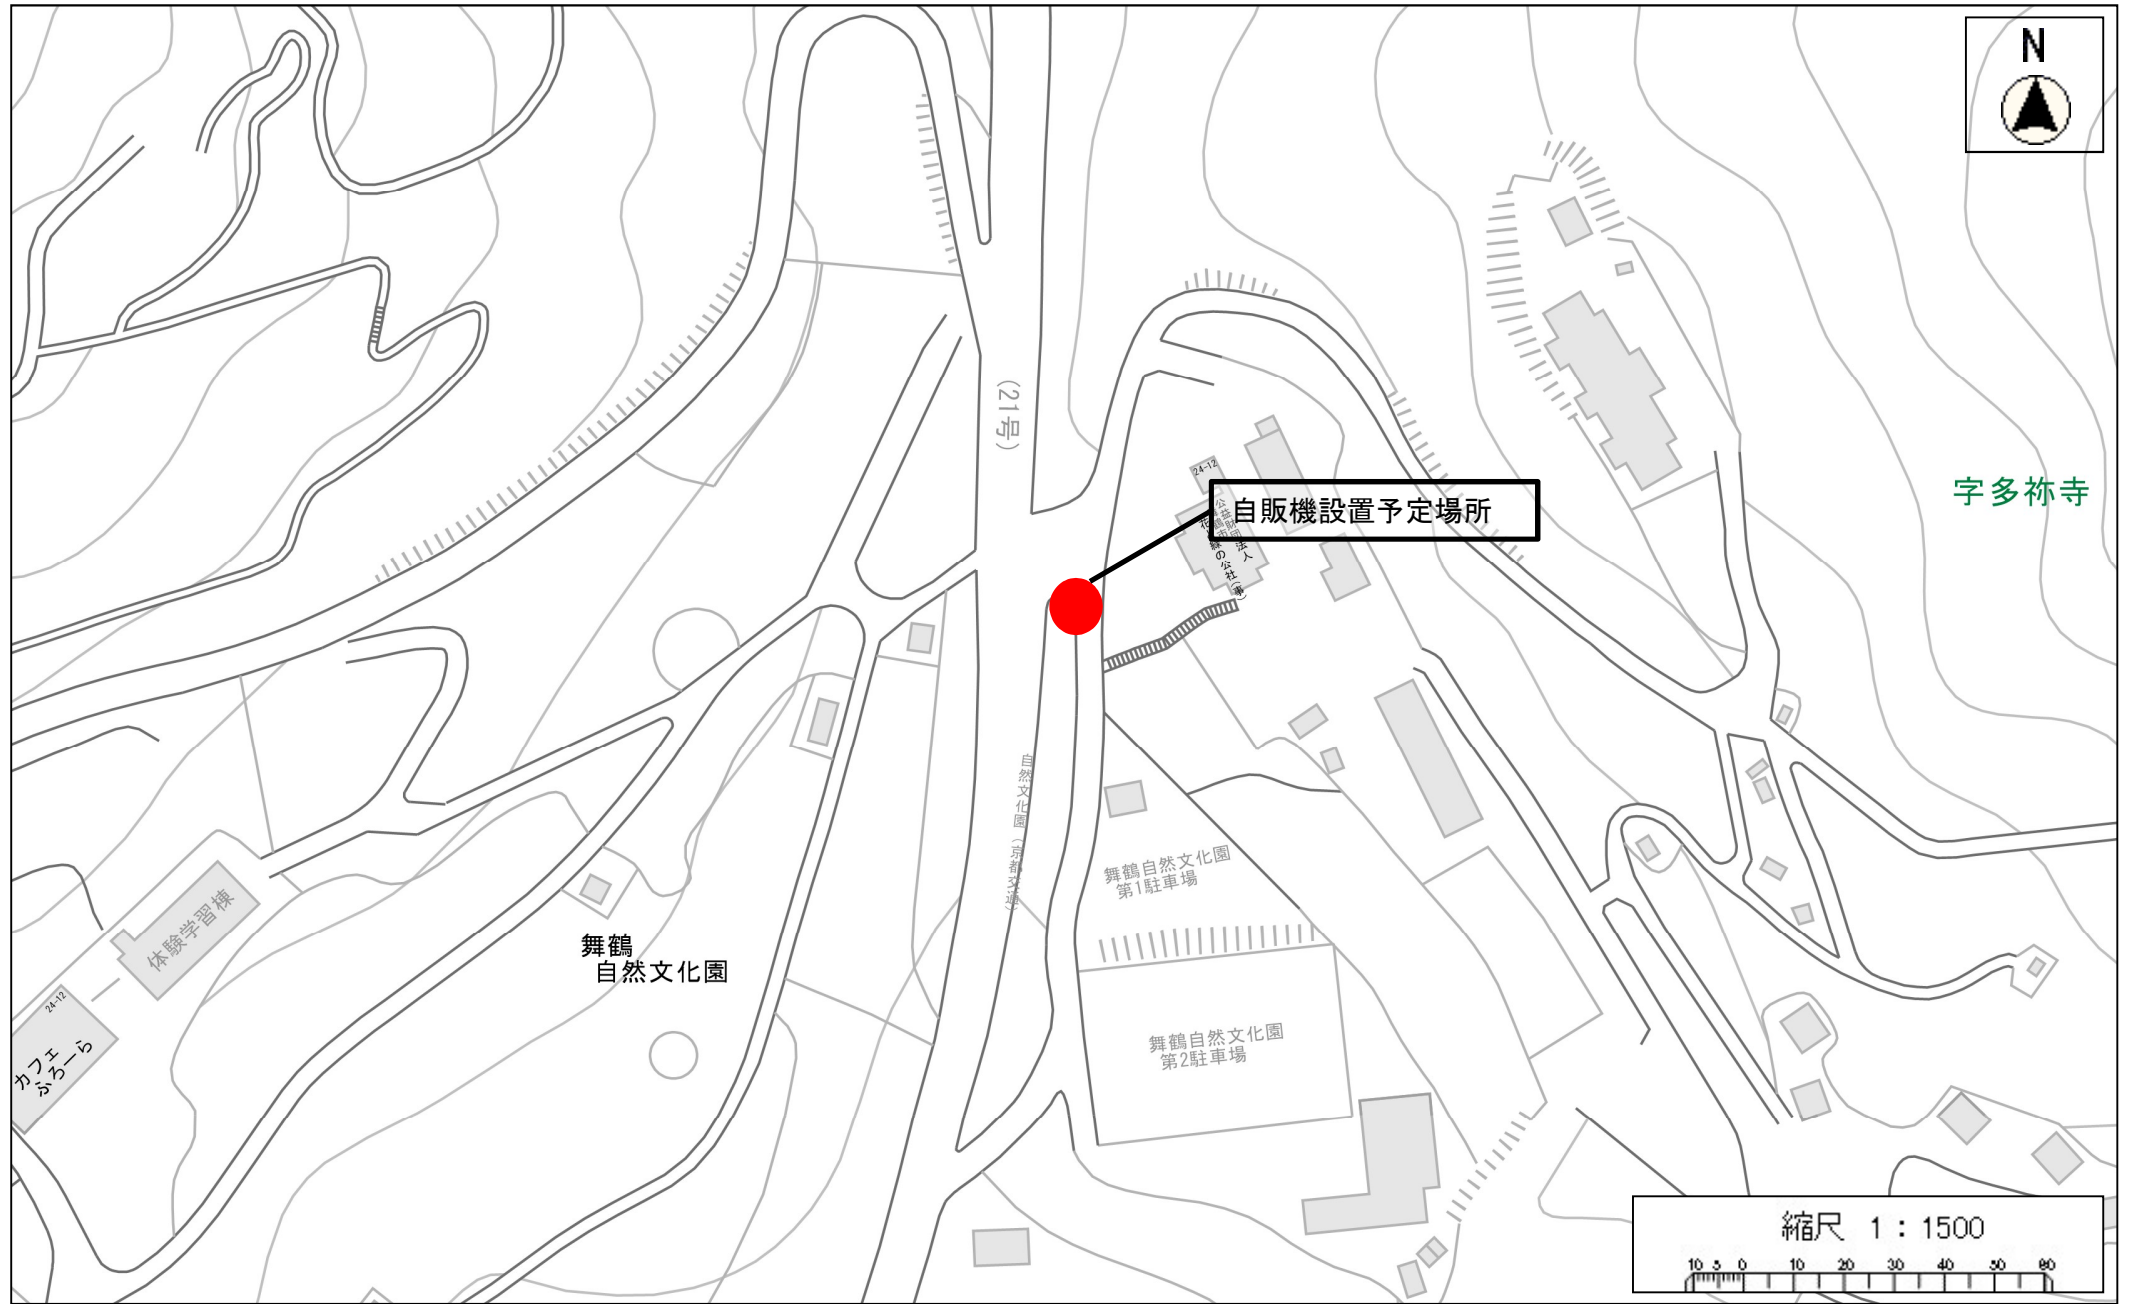 N
(21号)
24-12
自販機設置予定場所
公益財団法人
花と緑の公社(事)
字多祢寺
自然文化園(京都交通)
舞鶴自然文化園
第1駐車場
体験学習棟
舞鶴
自然文化園
24-12
カフェ
ふろーら
舞鶴自然文化園
第2駐車場
縮尺 1:1500
10 5 0 10 20 30 40 50 60